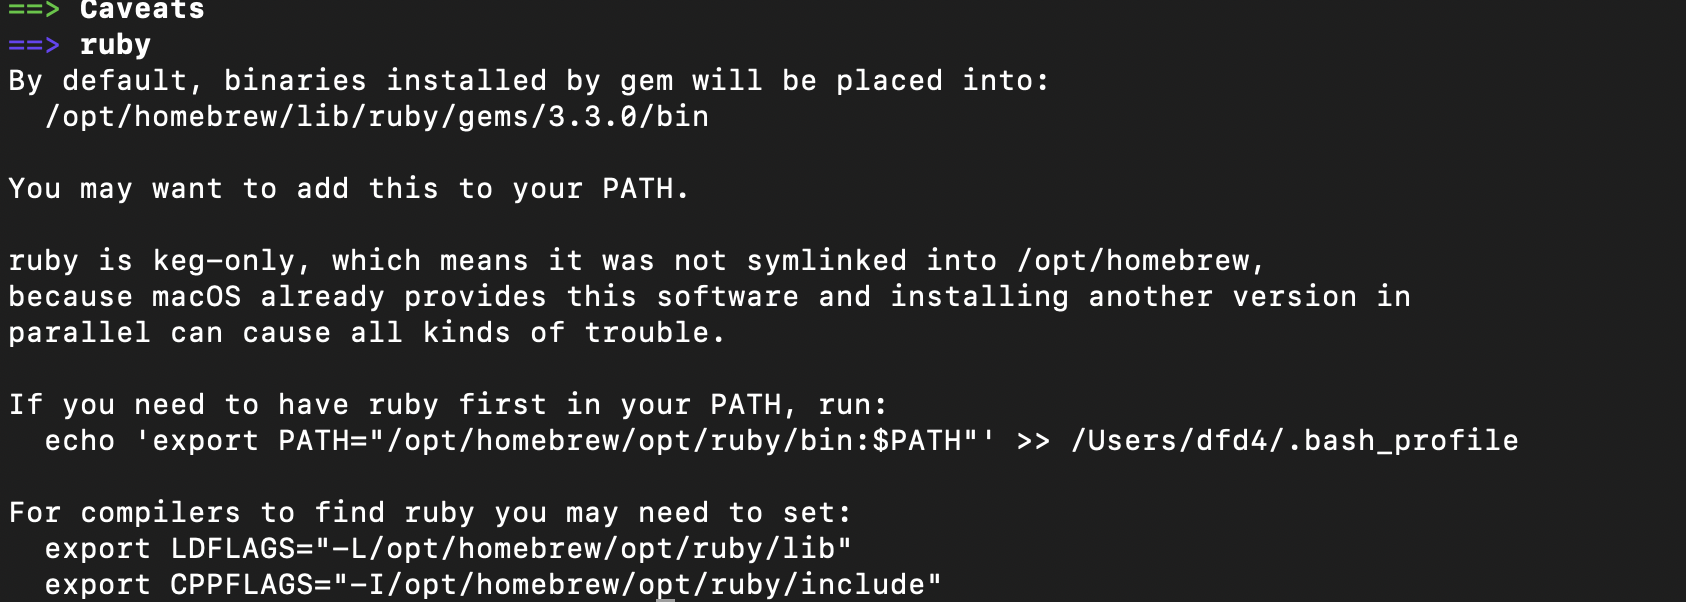 ==> Caveats
==> ruby
By default, binaries installed by gem will be placed into:
  /opt/homebrew/lib/ruby/gems/3.3.0/bin

You may want to add this to your PATH.

ruby is keg-only, which means it was not symlinked into /opt/homebrew,
because macOS already provides this software and installing another version in
parallel can cause all kinds of trouble.

If you need to have ruby first in your PATH, run:
  echo 'export PATH="/opt/homebrew/opt/ruby/bin:$PATH"' >> /Users/dfd4/.bash_profile

For compilers to find ruby you may need to set:
  export LDFLAGS="-L/opt/homebrew/opt/ruby/lib"
  export CPPFLAGS="-I/opt/homebrew/opt/ruby/include"